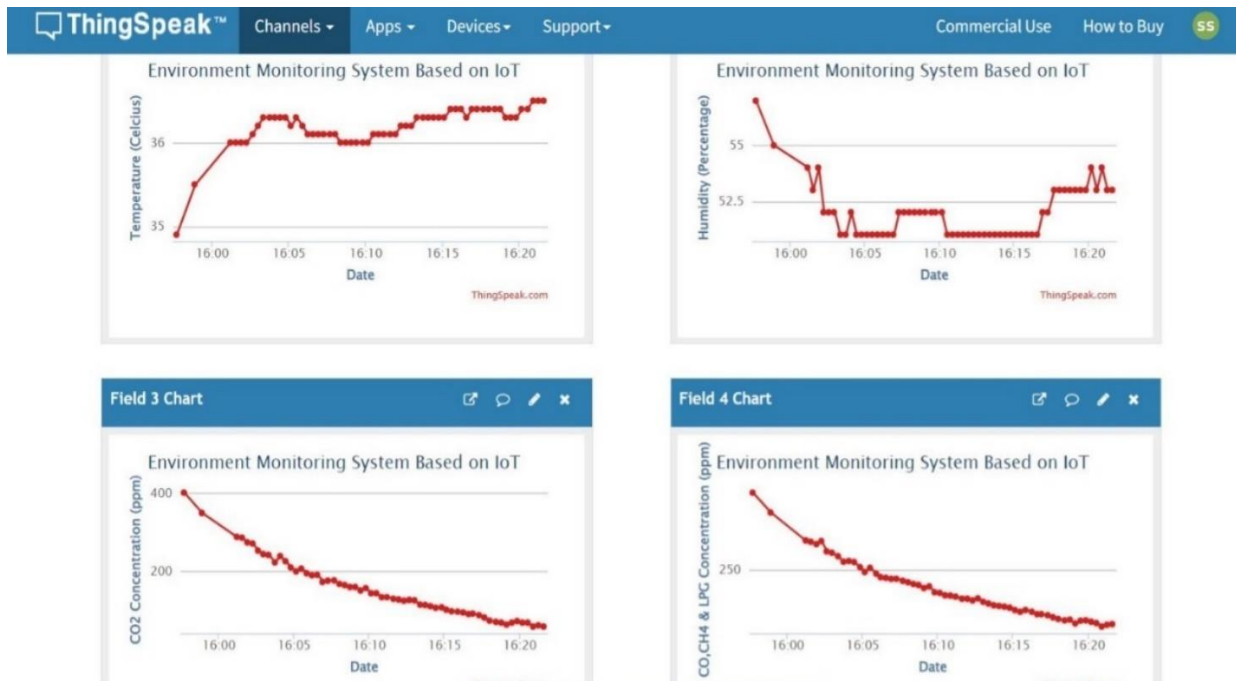 ThingSpeak™ Channels Apps Devices Support Commercial Use How to Buy SS
Environment Monitoring System Based on IoT
Temperature (Celcius)
36
35
16:00 16:05 16:10 16:15 16:20
Date
ThingSpeak.com
Environment Monitoring System Based on IoT
Humidity (Percentage)
55
52.5
16:00 16:05 16:10 16:15 16:20
Date
ThingSpeak.com
Field 3 Chart
Environment Monitoring System Based on IoT
CO2 Concentration (ppm)
400
200
16:00 16:05 16:10 16:15 16:20
Date
Field 4 Chart
Environment Monitoring System Based on IoT
CO,CH4 & LPG Concentration (ppm)
250
16:00 16:05 16:10 16:15 16:20
Date